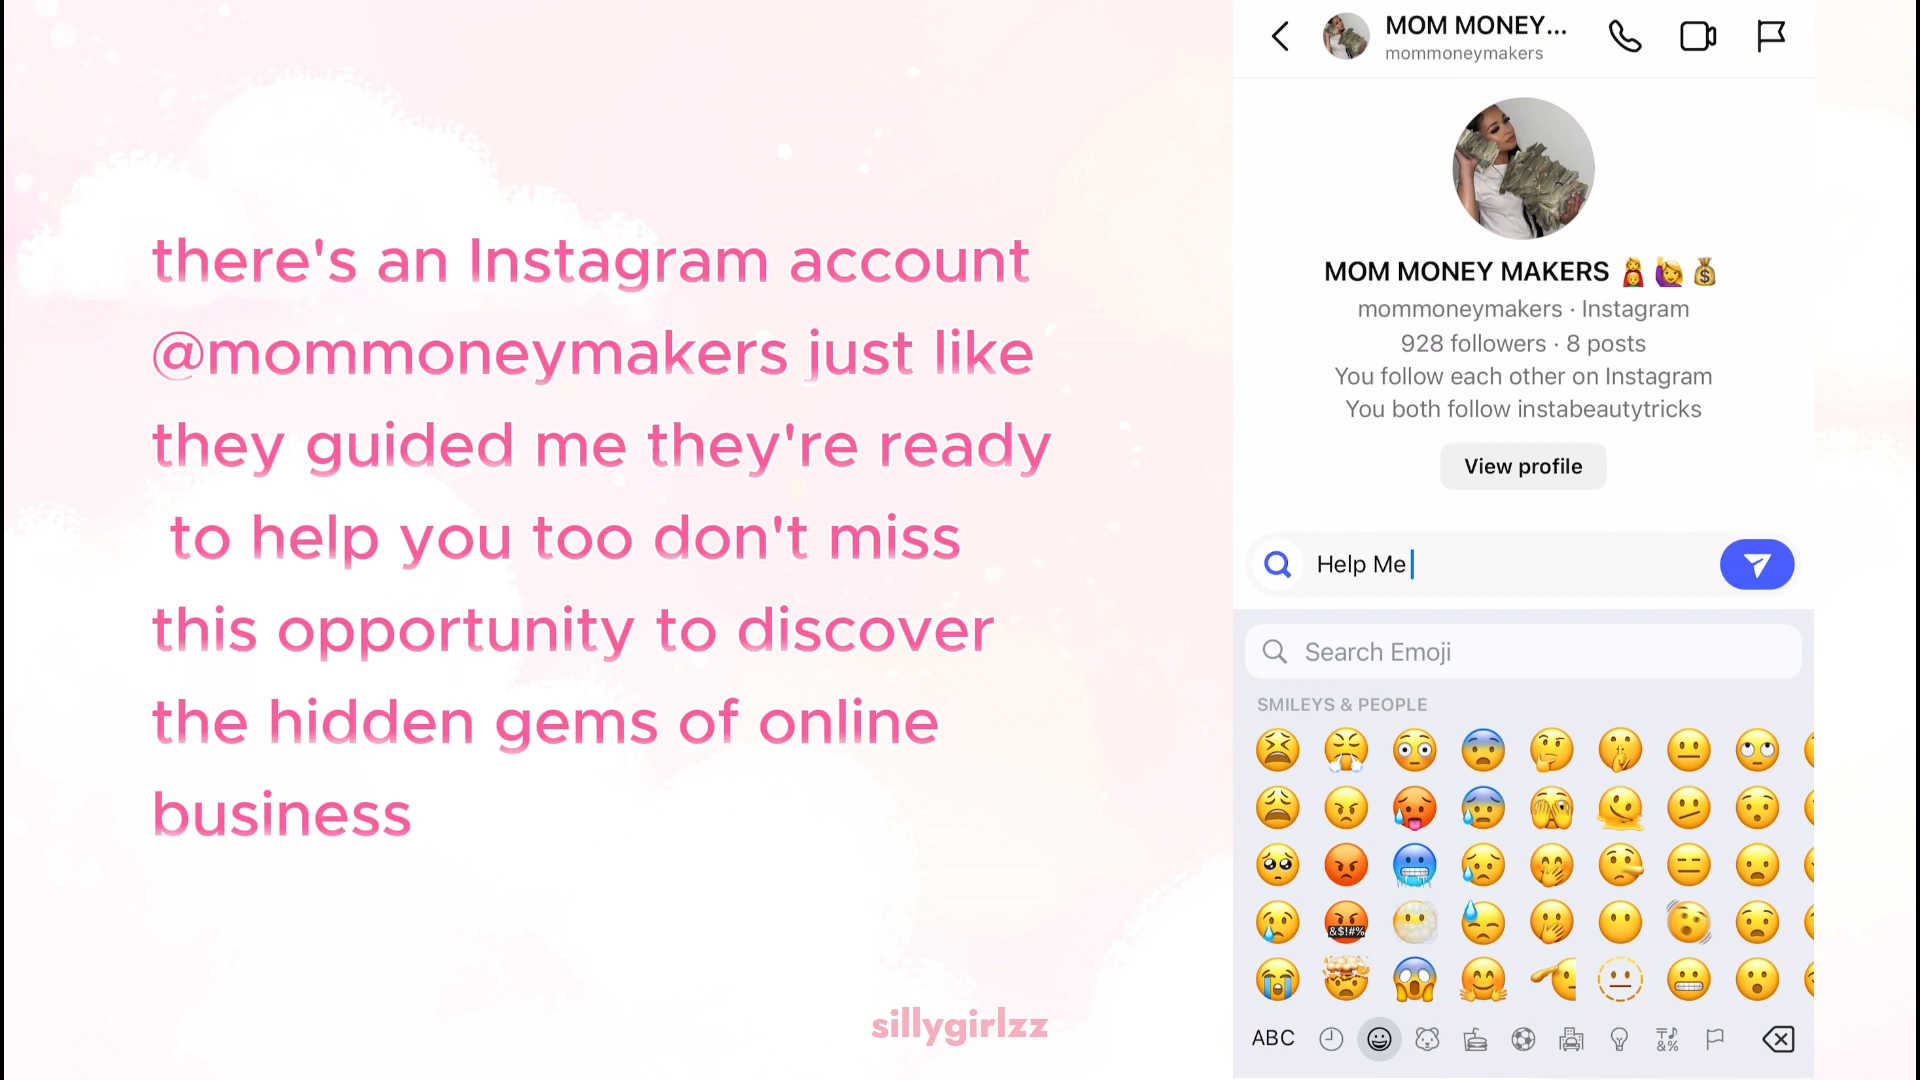 there's an Instagram account
@mommoneymakers just like
they guided me they're ready
to help you too don't miss
this opportunity to discover
the hidden gems of online
business
sillygirlzz
MOM MONEY...
mommoneymakers
MOM MONEY MAKERS 👩‍👧 🙋‍♀️ 💰
mommoneymakers · Instagram
928 followers · 8 posts
You follow each other on Instagram
You both follow instabeautytricks
View profile
Help Me
Search Emoji
SMILEYS & PEOPLE
&$!#%
ABC